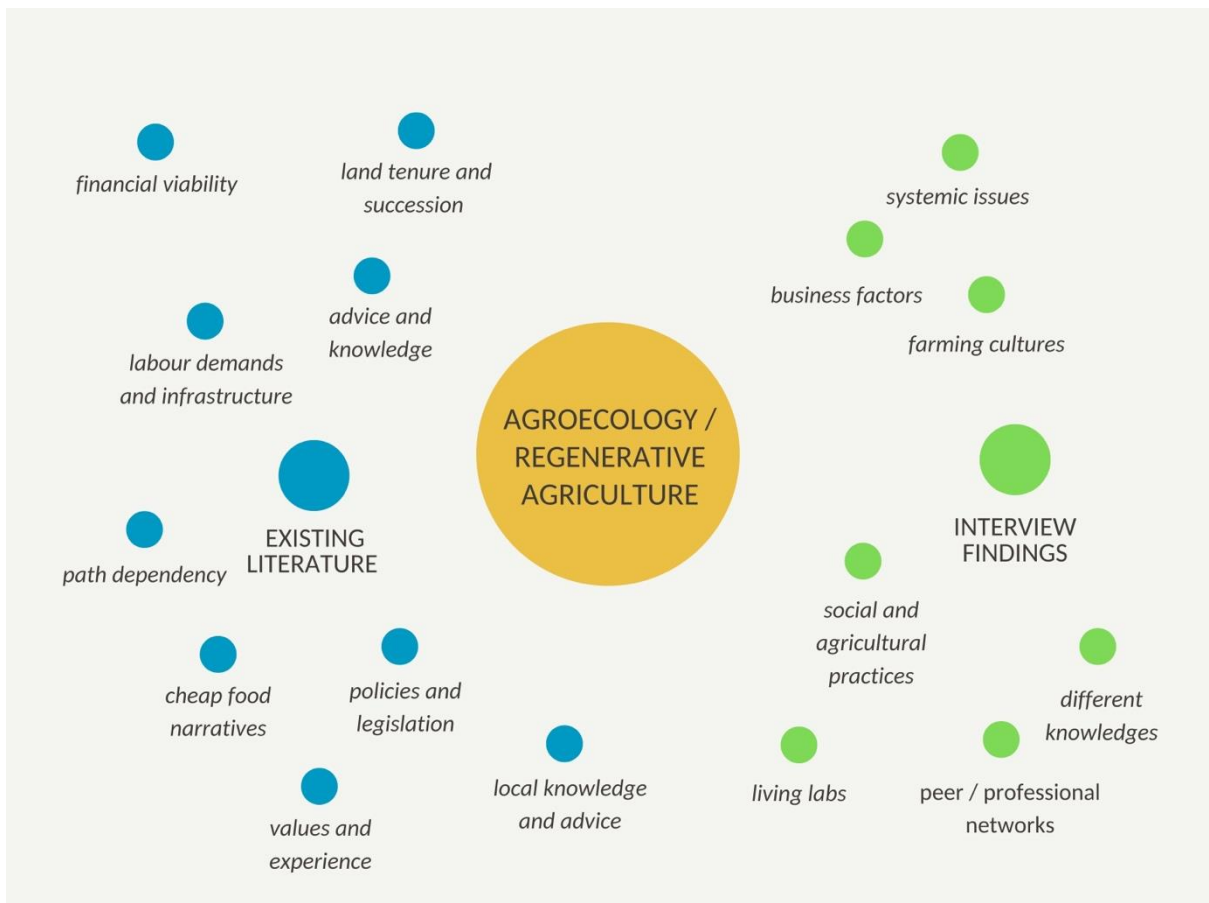 financial viability
land tenure and
succession
advice and
knowledge
labour demands
and infrastructure
EXISTING
LITERATURE
path dependency
cheap food
narratives
policies and
legislation
values and
experience
local knowledge
and advice
AGROECOLOGY /
REGENERATIVE
AGRICULTURE
systemic issues
business factors
farming cultures
INTERVIEW
FINDINGS
social and
agricultural
practices
different
knowledges
living labs
peer / professional
networks